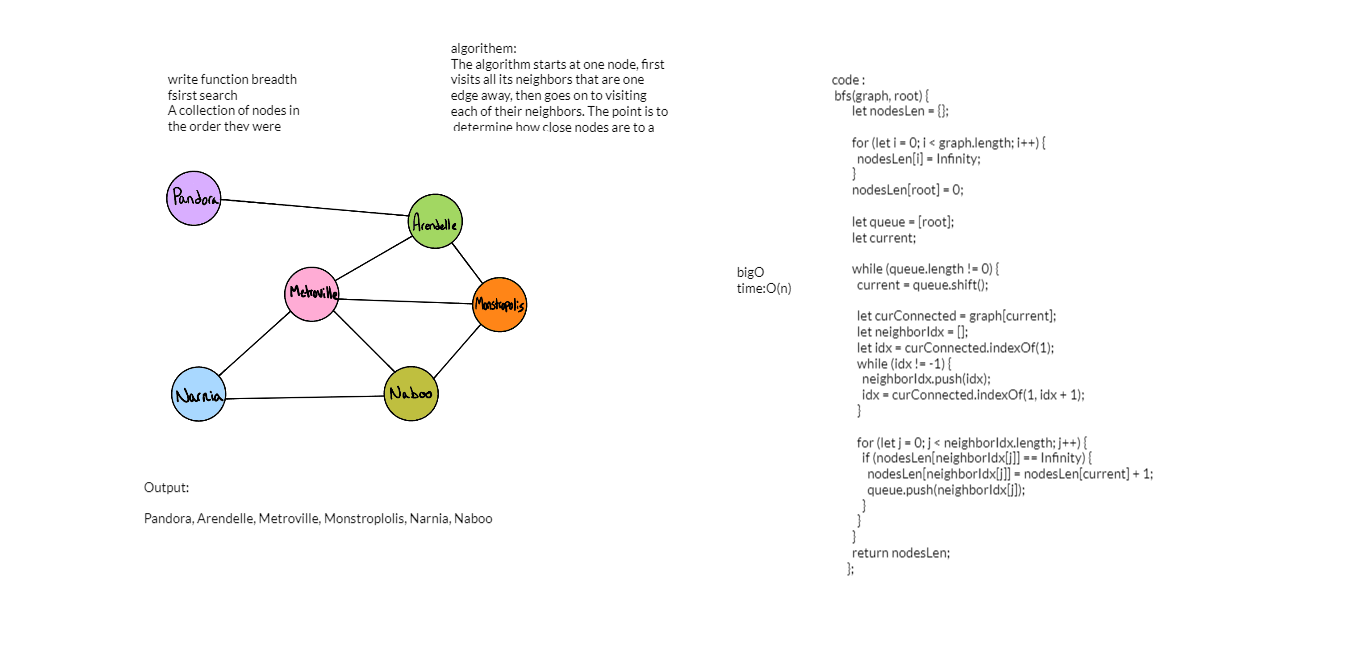 write function breadth
fsirst search
A collection of nodes in
the order they were
algorithem:
The algorithm starts at one node, first
visits all its neighbors that are one
edge away, then goes on to visiting
each of their neighbors. The point is to
determine how close nodes are to a
Pandora
Arendelle
Metroville
Monstropolis
Narnia
Naboo
Output:
Pandora, Arendelle, Metroville, Monstroplolis, Narnia, Naboo
bigO
time:O(n)
code :
bfs(graph, root) {
let nodesLen = {};
for (let i = 0; i < graph.length; i++) {
nodesLen[i] = Infinity;
}
nodesLen[root] = 0;
let queue = [root];
let current;
while (queue.length != 0) {
current = queue.shift();
let curConnected = graph[current];
let neighborIdx = [];
let idx = curConnected.indexOf(1);
while (idx != -1) {
neighborIdx.push(idx);
idx = curConnected.indexOf(1, idx + 1);
}
for (let j = 0; j < neighborIdx.length; j++) {
if (nodesLen[neighborIdx[j]] == Infinity) {
nodesLen[neighborIdx[j]] = nodesLen[current] + 1;
queue.push(neighborIdx[j]);
}
}
}
return nodesLen;
};